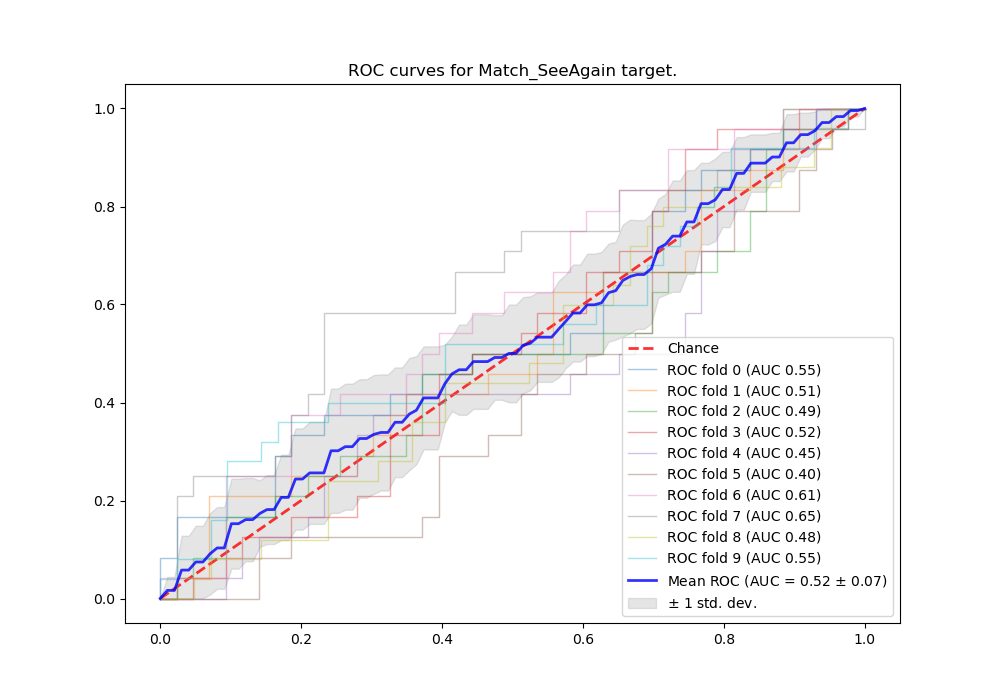 ROC curves for Match_SeeAgain target.
1.0
0.8
0.6
0.4
0.2
0.0
0.0 0.2 0.4 0.6 0.8 1.0
Chance
ROC fold 0 (AUC 0.55)
ROC fold 1 (AUC 0.51)
ROC fold 2 (AUC 0.49)
ROC fold 3 (AUC 0.52)
ROC fold 4 (AUC 0.45)
ROC fold 5 (AUC 0.40)
ROC fold 6 (AUC 0.61)
ROC fold 7 (AUC 0.65)
ROC fold 8 (AUC 0.48)
ROC fold 9 (AUC 0.55)
Mean ROC (AUC = 0.52 ± 0.07)
± 1 std. dev.